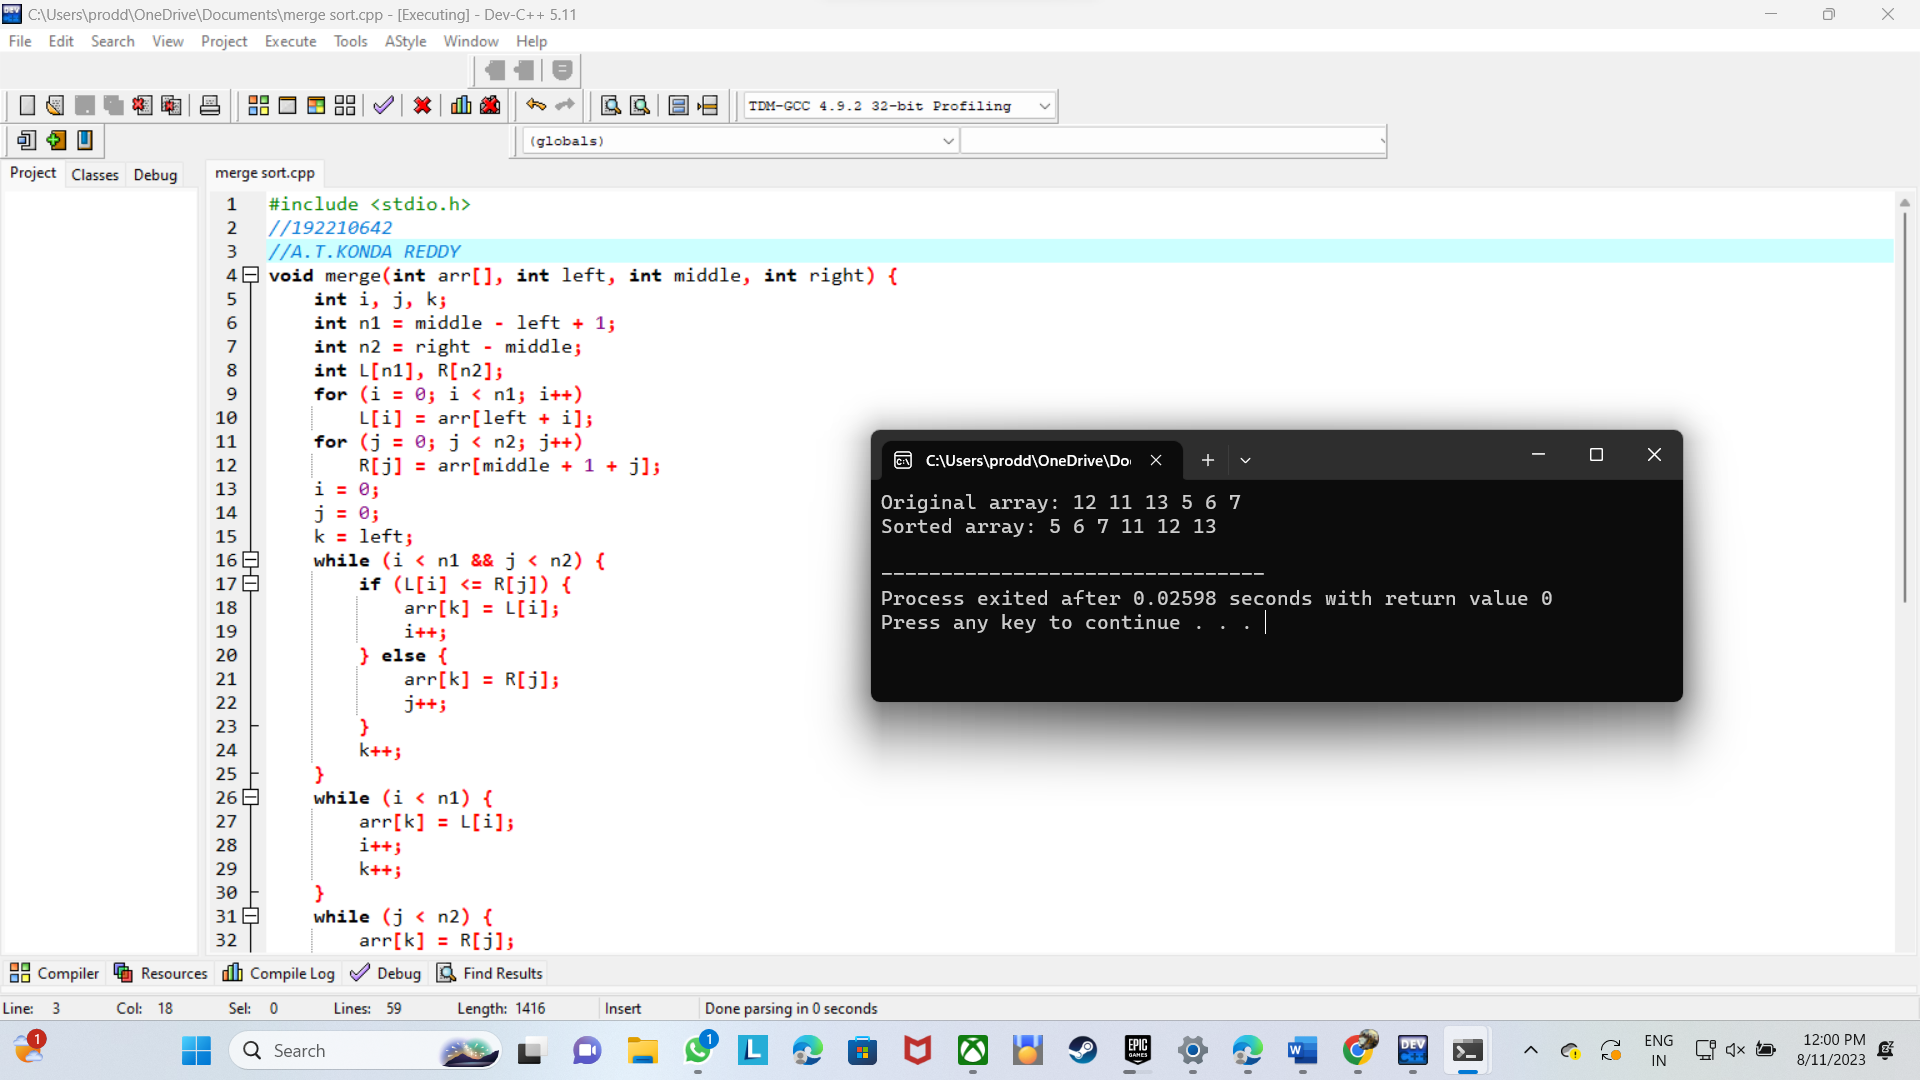 C:\Users\prodd\OneDrive\Documents\merge sort.cpp - [Executing] - Dev-C++ 5.11
File Edit Search View Project Execute Tools AStyle Window Help
TDM-GCC 4.9.2 32-bit Profiling
(globals)
Project Classes Debug
merge sort.cpp
1 #include <stdio.h>
2 //192210642
3 //A.T.KONDA REDDY
4 void merge(int arr[], int left, int middle, int right) {
5 int i, j, k;
6 int n1 = middle - left + 1;
7 int n2 = right - middle;
8 int L[n1], R[n2];
9 for (i = 0; i < n1; i++)
10 L[i] = arr[left + i];
11 for (j = 0; j < n2; j++)
12 R[j] = arr[middle + 1 + j];
13 i = 0;
14 j = 0;
15 k = left;
16 while (i < n1 && j < n2) {
17 if (L[i] <= R[j]) {
18 arr[k] = L[i];
19 i++;
20 } else {
21 arr[k] = R[j];
22 j++;
23 }
24 k++;
25 }
26 while (i < n1) {
27 arr[k] = L[i];
28 i++;
29 k++;
30 }
31 while (j < n2) {
32 arr[k] = R[j];
C:\Users\prodd\OneDrive\Do
Original array: 12 11 13 5 6 7
Sorted array: 5 6 7 11 12 13
--------------------------------
Process exited after 0.02598 seconds with return value 0
Press any key to continue . . .
Compiler Resources Compile Log Debug Find Results
Line: 3 Col: 18 Sel: 0 Lines: 59 Length: 1416 Insert Done parsing in 0 seconds
1 Search 1 L EPIC GAMES W DEV C++ ENG IN 12:00 PM 8/11/2023